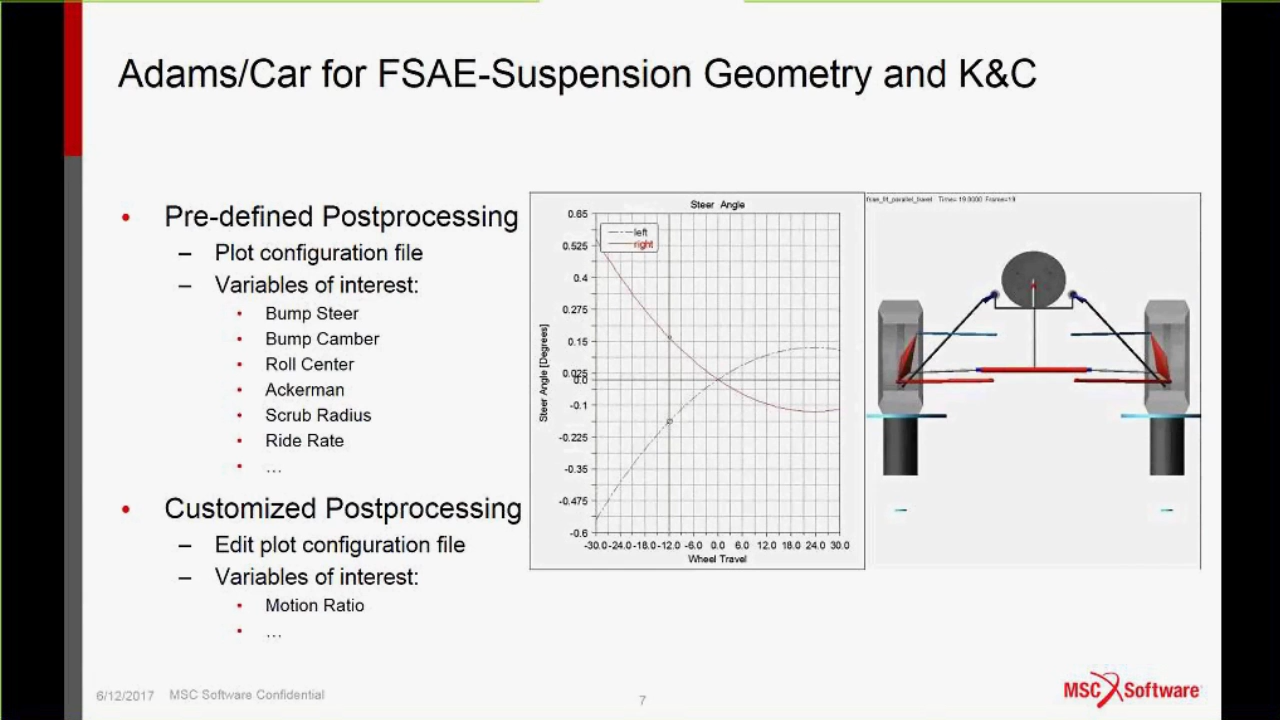 Adams/Car for FSAE-Suspension Geometry and K&C
• Pre-defined Postprocessing
– Plot configuration file
– Variables of interest:
• Bump Steer
• Bump Camber
• Roll Center
• Ackerman
• Scrub Radius
• Ride Rate
• …
• Customized Postprocessing
– Edit plot configuration file
– Variables of interest:
• Motion Ratio
• …
Steer Angle
left
right
0.65
0.525
0.4
0.275
0.15
0.025
0.0
-0.1
-0.225
-0.35
-0.475
-0.6
Steer Angle [Degrees]
-30.0 -24.0 -18.0 -12.0 -6.0 0.0 6.0 12.0 18.0 24.0 30.0
Wheel Travel
Time= 19.0000 Frame=19
6/12/2017 MSC Software Confidential
7
MSC Software